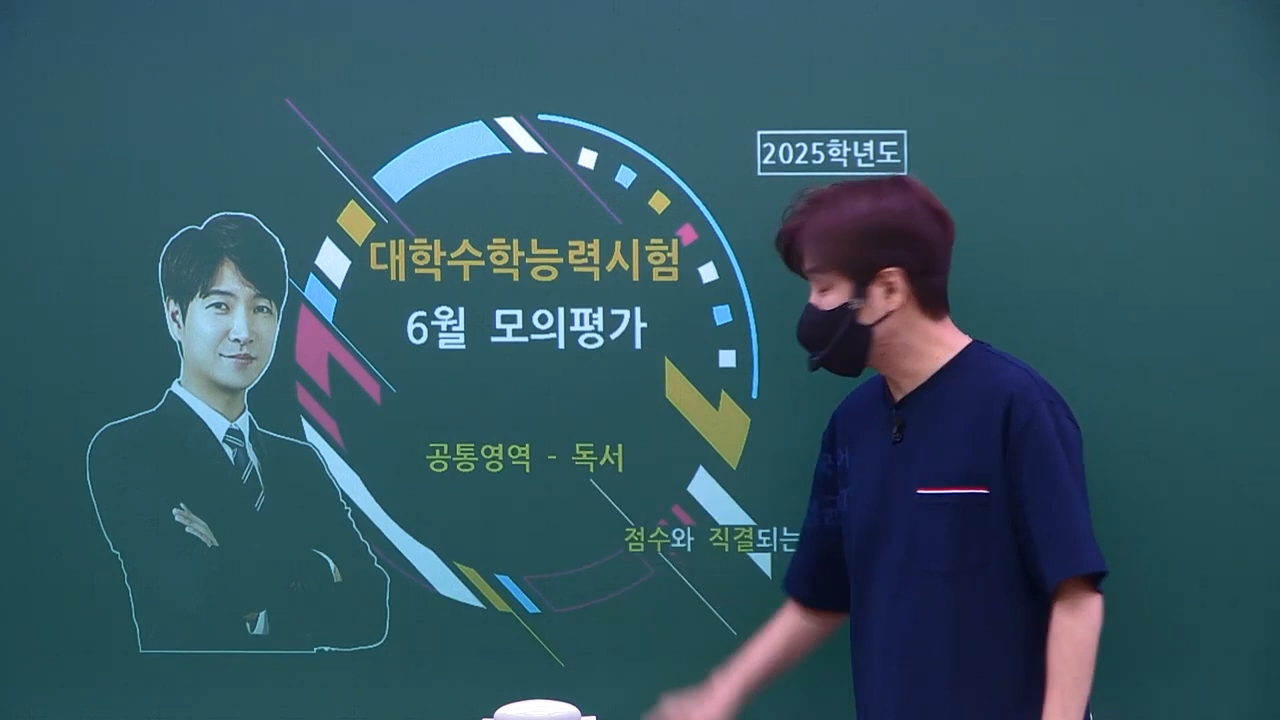 2025학년도
대학수학능력시험
6월 모의평가
공통영역 - 독서
점수와 직결되는